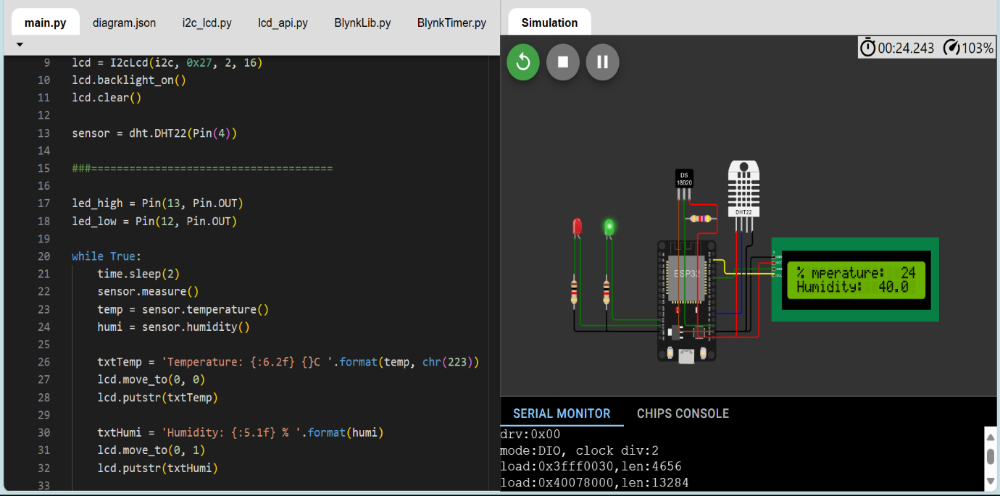 main.py diagram.json i2c_lcd.py lcd_api.py BlynkLib.py BlynkTimer.py
9 lcd = I2cLcd(i2c, 0x27, 2, 16)
10 lcd.backlight_on()
11 lcd.clear()
12
13 sensor = dht.DHT22(Pin(4))
14
15 ###======================================
16
17 led_high = Pin(13, Pin.OUT)
18 led_low = Pin(12, Pin.OUT)
19
20 while True:
21 time.sleep(2)
22 sensor.measure()
23 temp = sensor.temperature()
24 humi = sensor.humidity()
25
26 txtTemp = 'Temperature: {:6.2f} {}C '.format(temp, chr(223))
27 lcd.move_to(0, 0)
28 lcd.putstr(txtTemp)
29
30 txtHumi = 'Humidity: {:5.1f} % '.format(humi)
31 lcd.move_to(0, 1)
32 lcd.putstr(txtHumi)
33
Simulation
00:24.243 103%
DS
18B20
DHT22
ESP32
% mperature: 24
Humidity: 40.0
SERIAL MONITOR CHIPS CONSOLE
drv:0x00
mode:DIO, clock div:2
load:0x3fff0030,len:4656
load:0x40078000,len:13284